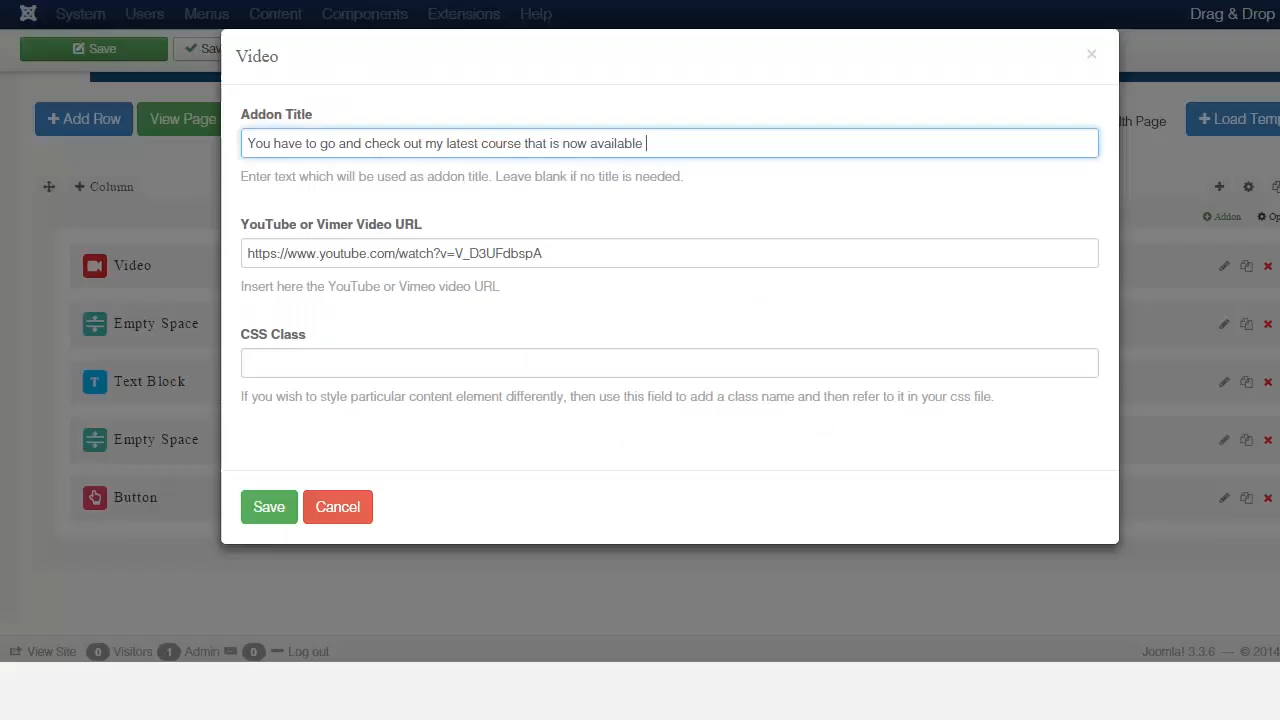 System Users Menus Content Components Extensions Help Drag & Drop
Save
Video
×
+ Add Row
View Page
Page
+ Load Temp
+ Column
Addon Title
You have to go and check out my latest course that is now available
Enter text which will be used as addon title. Leave blank if no title is needed.
YouTube or Vimer Video URL
https://www.youtube.com/watch?v=V_D3UFdbspA
Insert here the YouTube or Vimeo video URL
CSS Class
If you wish to style particular content element differently, then use this field to add a class name and then refer to it in your css file.
Save Cancel
Addon
Video
Empty Space
T Text Block
Empty Space
Button
View Site 0 Visitors 1 Admin 0 Log out
Joomla! 3.3.6 — © 2014